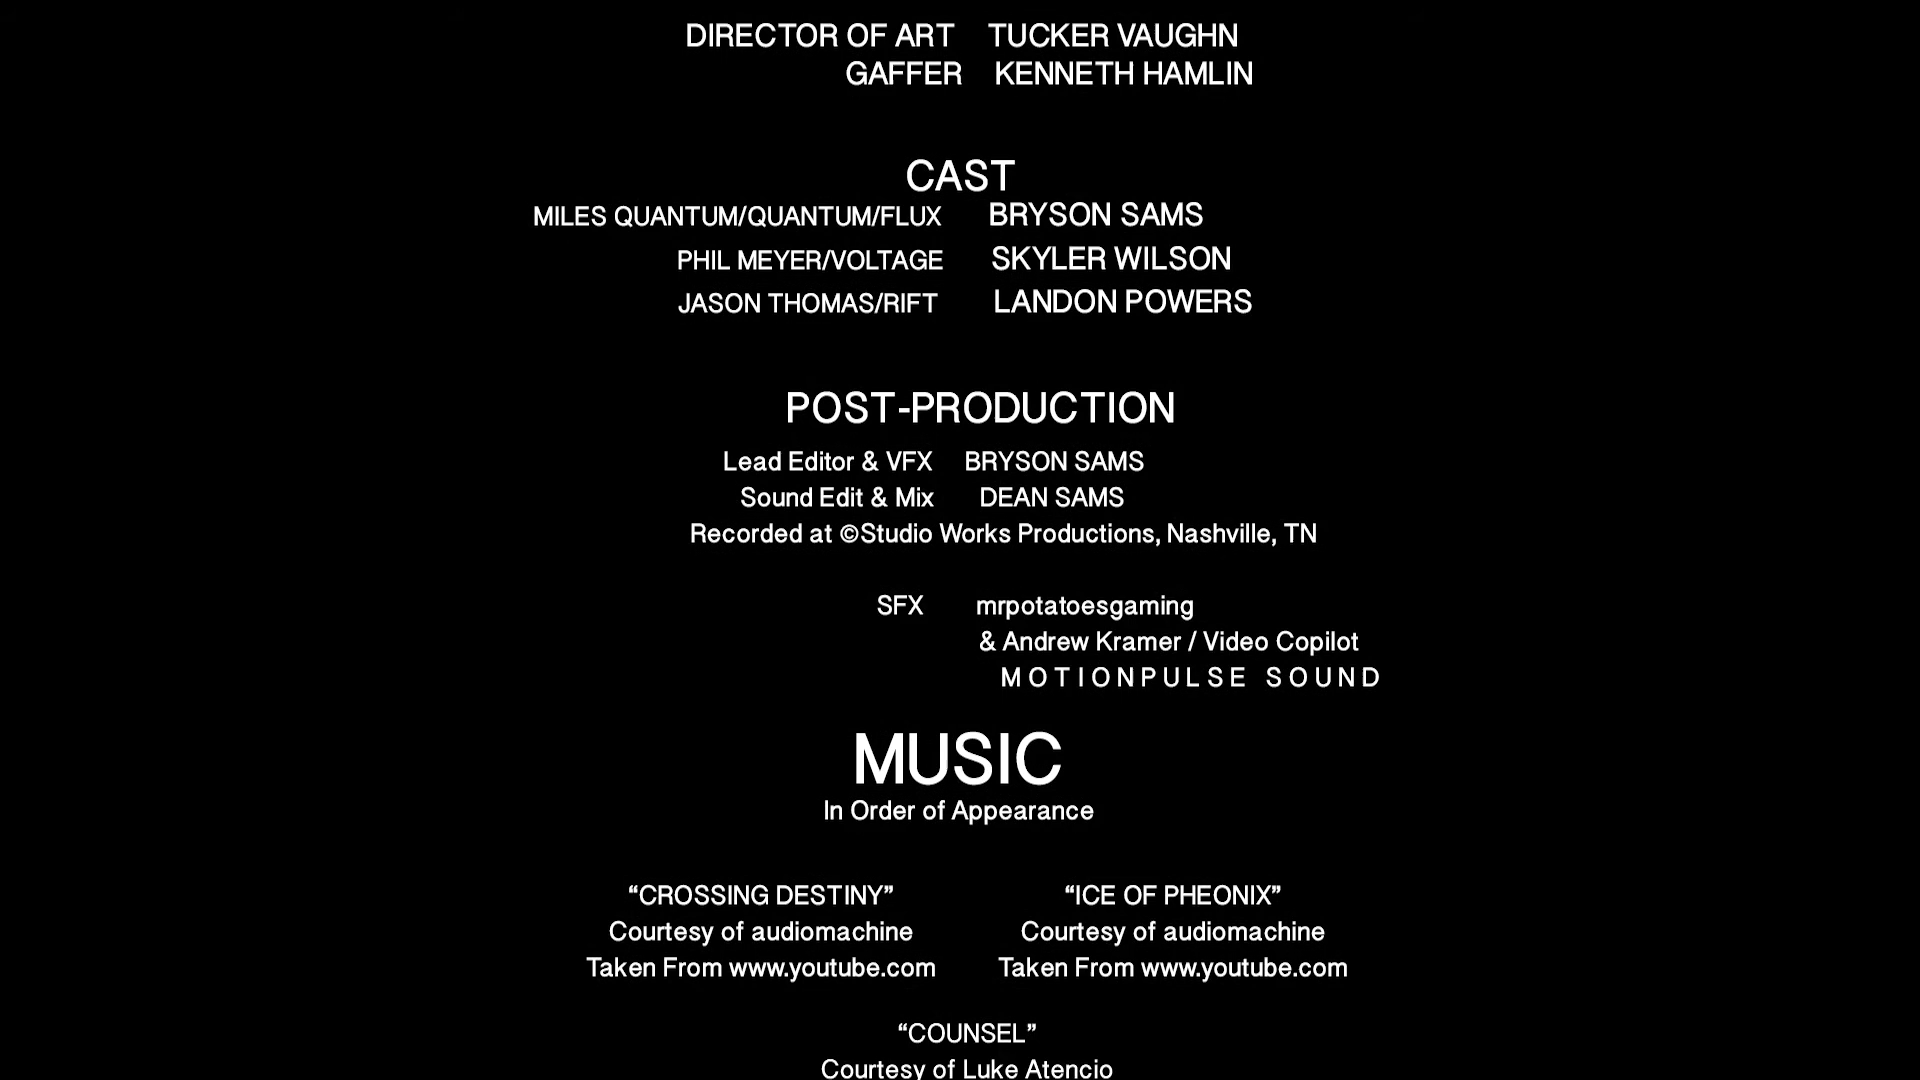 DIRECTOR OF ART TUCKER VAUGHN
GAFFER KENNETH HAMLIN
CAST
MILES QUANTUM/QUANTUM/FLUX BRYSON SAMS
PHIL MEYER/VOLTAGE SKYLER WILSON
JASON THOMAS/RIFT LANDON POWERS
POST-PRODUCTION
Lead Editor & VFX BRYSON SAMS
Sound Edit & Mix DEAN SAMS
Recorded at ©Studio Works Productions, Nashville, TN
SFX mrpotatoesgaming
& Andrew Kramer / Video Copilot
MOTIONPULSE SOUND
MUSIC
In Order of Appearance
“CROSSING DESTINY” “ICE OF PHEONIX”
Courtesy of audiomachine Courtesy of audiomachine
Taken From www.youtube.com Taken From www.youtube.com
“COUNSEL”
Courtesy of Luke Atencio